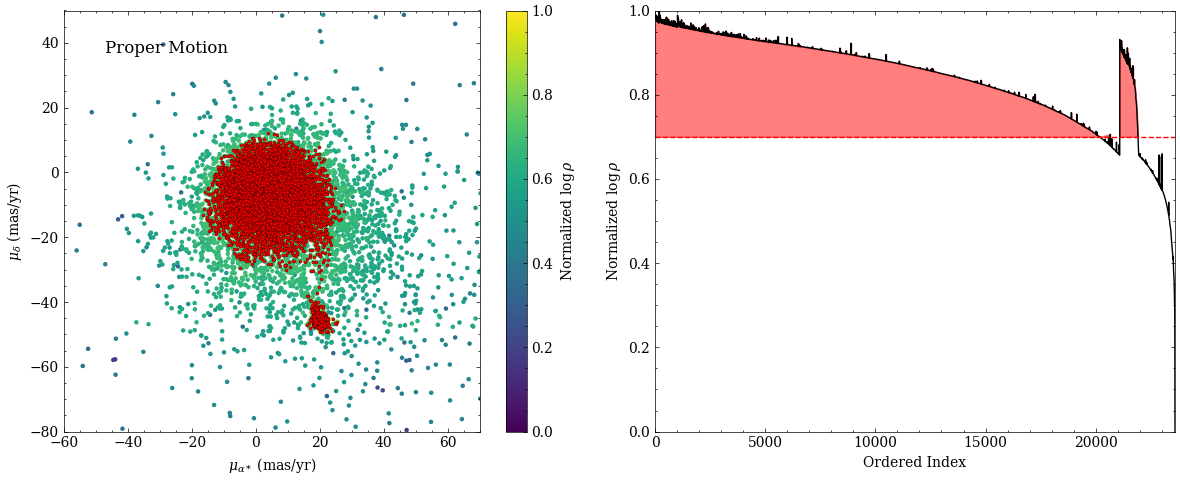 Proper Motion
40
20
0
−20
−40
−60
−80
μδ (mas/yr)
−60 −40 −20 0 20 40 60
μα* (mas/yr)
1.0
0.8
0.6
0.4
0.2
0.0
Normalized log ρ
1.0
0.8
0.6
0.4
0.2
0.0
Normalized log ρ
0 5000 10000 15000 20000
Ordered Index